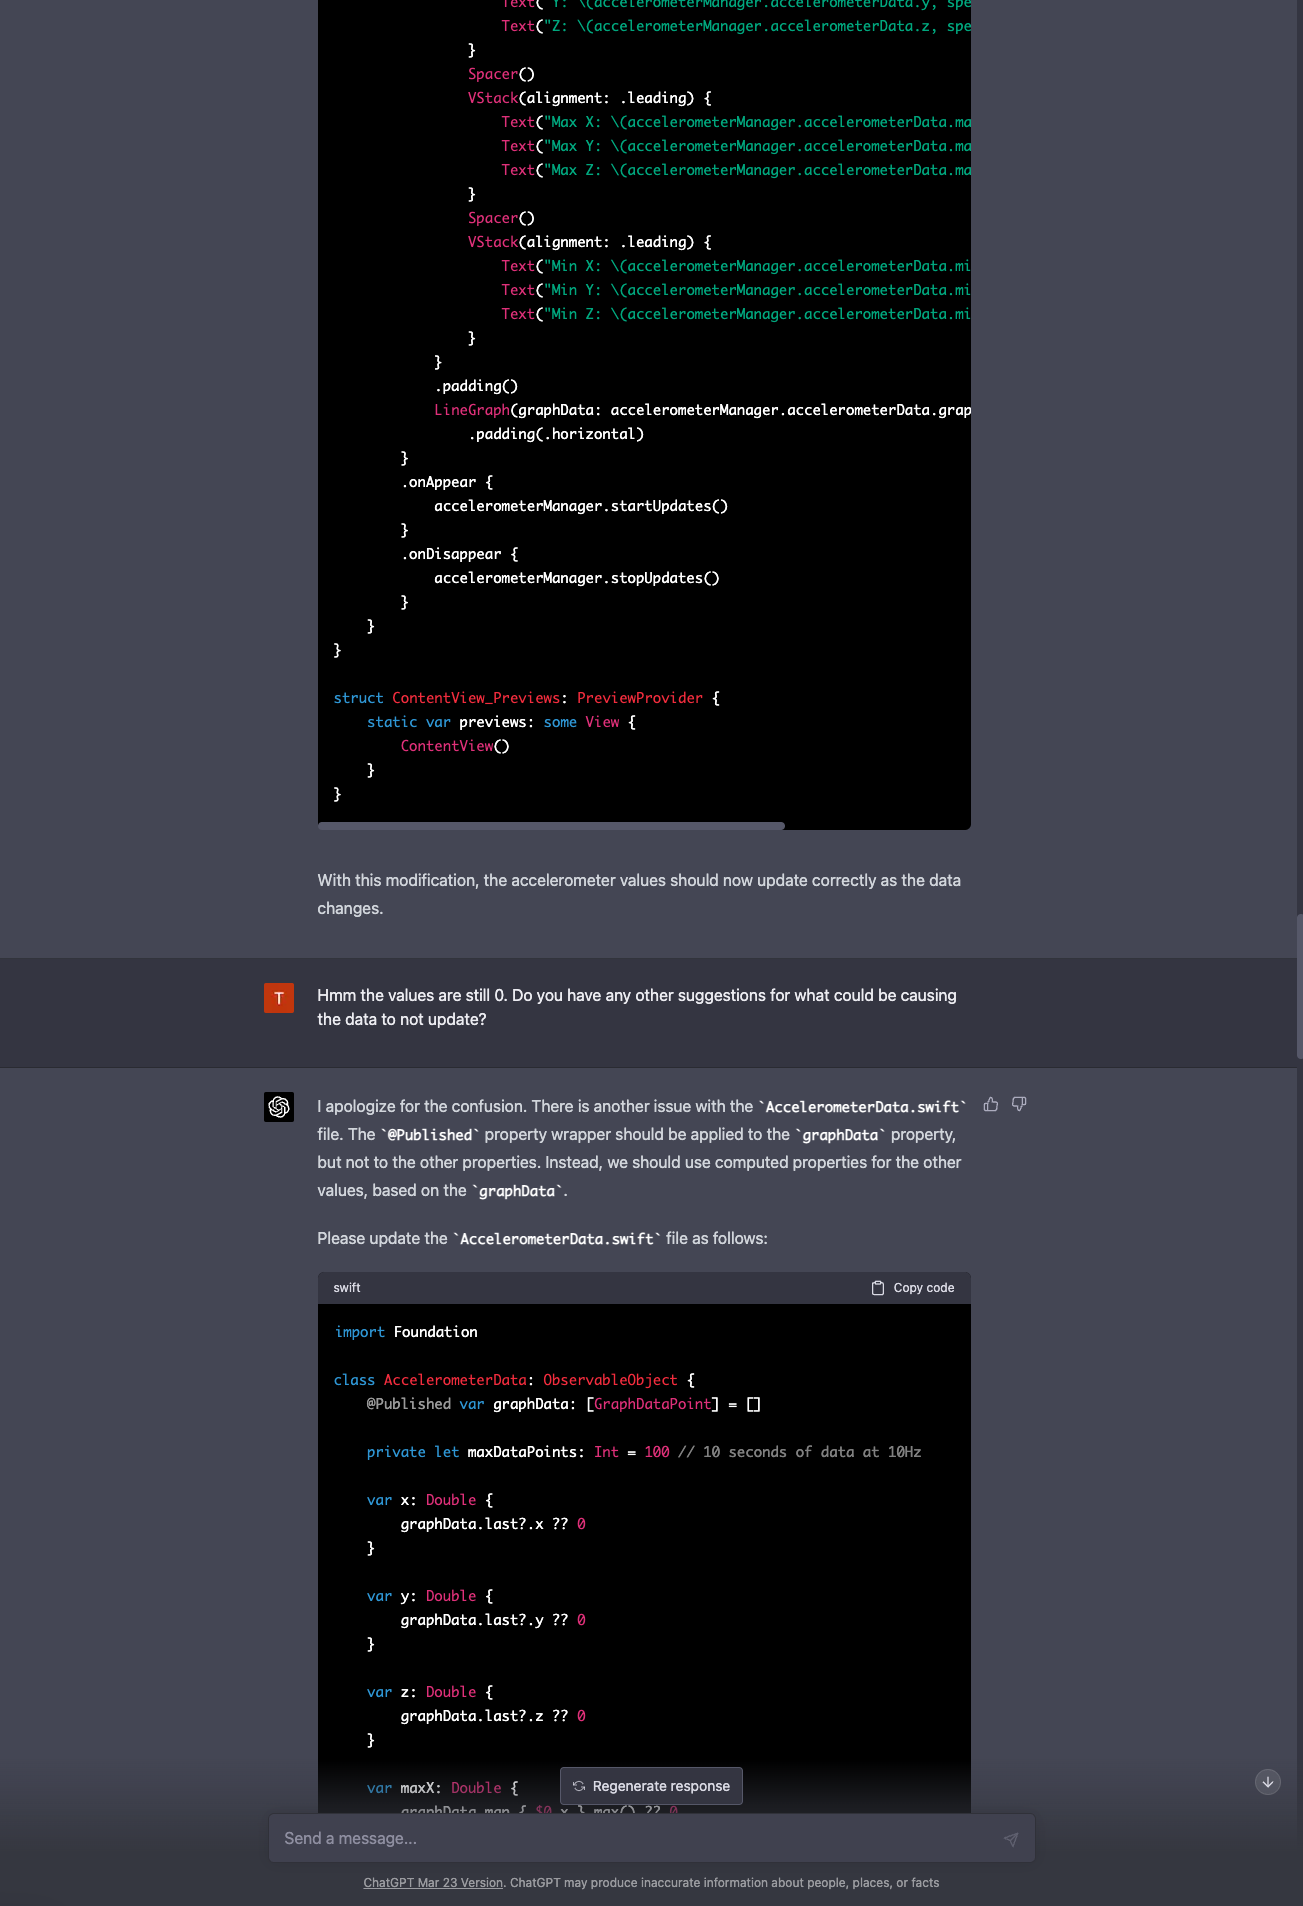 Text("Y: \(accelerometerManager.accelerometerData.y, spe
Text("Z: \(accelerometerManager.accelerometerData.z, spe
}
Spacer()
VStack(alignment: .leading) {
Text("Max X: \(accelerometerManager.accelerometerData.ma
Text("Max Y: \(accelerometerManager.accelerometerData.ma
Text("Max Z: \(accelerometerManager.accelerometerData.ma
}
Spacer()
VStack(alignment: .leading) {
Text("Min X: \(accelerometerManager.accelerometerData.mi
Text("Min Y: \(accelerometerManager.accelerometerData.mi
Text("Min Z: \(accelerometerManager.accelerometerData.mi
}
}
.padding()
LineGraph(graphData: accelerometerManager.accelerometerData.grap
.padding(.horizontal)
}
.onAppear {
accelerometerManager.startUpdates()
}
.onDisappear {
accelerometerManager.stopUpdates()
}
}
}
struct ContentView_Previews: PreviewProvider {
static var previews: some View {
ContentView()
}
}
With this modification, the accelerometer values should now update correctly as the data
changes.
T
Hmm the values are still 0. Do you have any other suggestions for what could be causing
the data to not update?
I apologize for the confusion. There is another issue with the `AccelerometerData.swift`
file. The `@Published` property wrapper should be applied to the `graphData` property,
but not to the other properties. Instead, we should use computed properties for the other
values, based on the `graphData`.
Please update the `AccelerometerData.swift` file as follows:
swift
Copy code
import Foundation
class AccelerometerData: ObservableObject {
@Published var graphData: [GraphDataPoint] = []
private let maxDataPoints: Int = 100 // 10 seconds of data at 10Hz
var x: Double {
graphData.last?.x ?? 0
}
var y: Double {
graphData.last?.y ?? 0
}
var z: Double {
graphData.last?.z ?? 0
}
var maxX: Double {
graphData.map { $0.x }.max() ?? 0
Regenerate response
Send a message...
ChatGPT Mar 23 Version. ChatGPT may produce inaccurate information about people, places, or facts